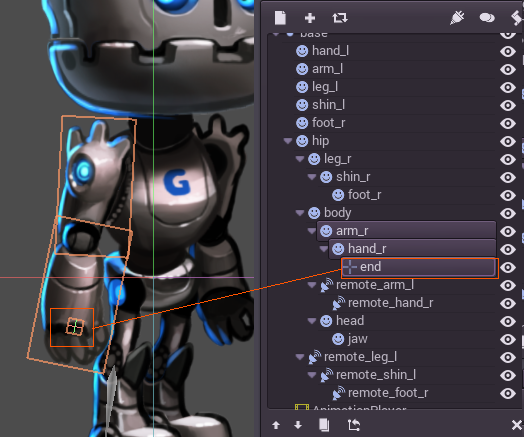 G
base
hand_l
arm_l
leg_l
shin_l
foot_r
hip
leg_r
shin_r
foot_r
body
arm_r
hand_r
end
remote_arm_l
remote_hand_r
head
jaw
remote_leg_l
remote_shin_l
remote_foot_r
AnimationPlayer